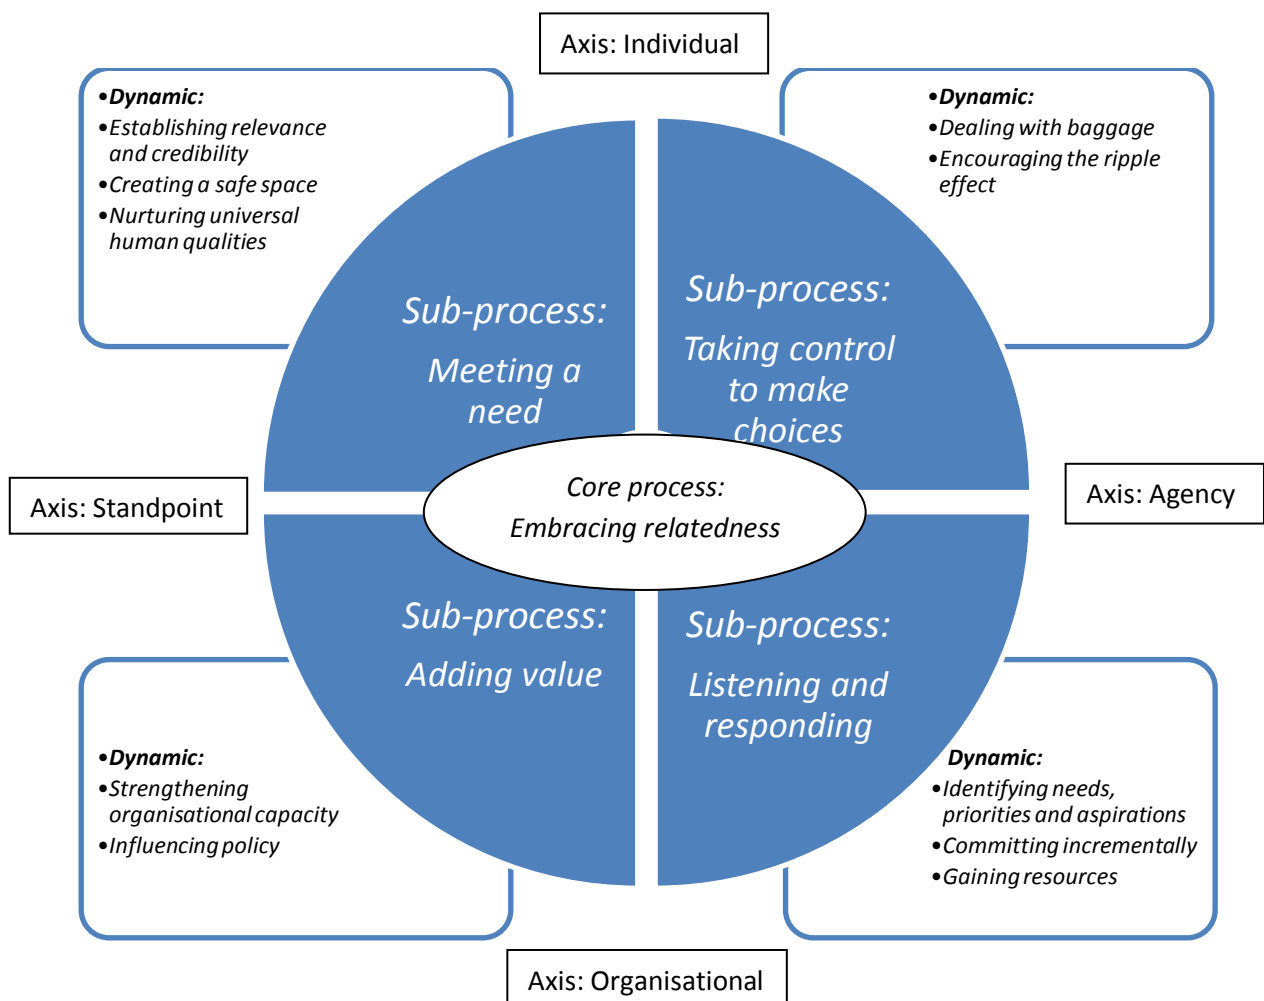 Axis: Individual
•Dynamic:
•Establishing relevance
and credibility
•Creating a safe space
•Nurturing universal
human qualities
•Dynamic:
•Dealing with baggage
•Encouraging the ripple
effect
Sub-process:
Meeting a
need
Sub-process:
Taking control
to make
choices
Axis: Standpoint
Core process:
Embracing relatedness
Axis: Agency
Sub-process:
Adding value
Sub-process:
Listening and
responding
•Dynamic:
•Strengthening
organisational capacity
•Influencing policy
Dynamic:
•Identifying needs,
priorities and aspirations
•Committing incrementally
•Gaining resources
Axis: Organisational